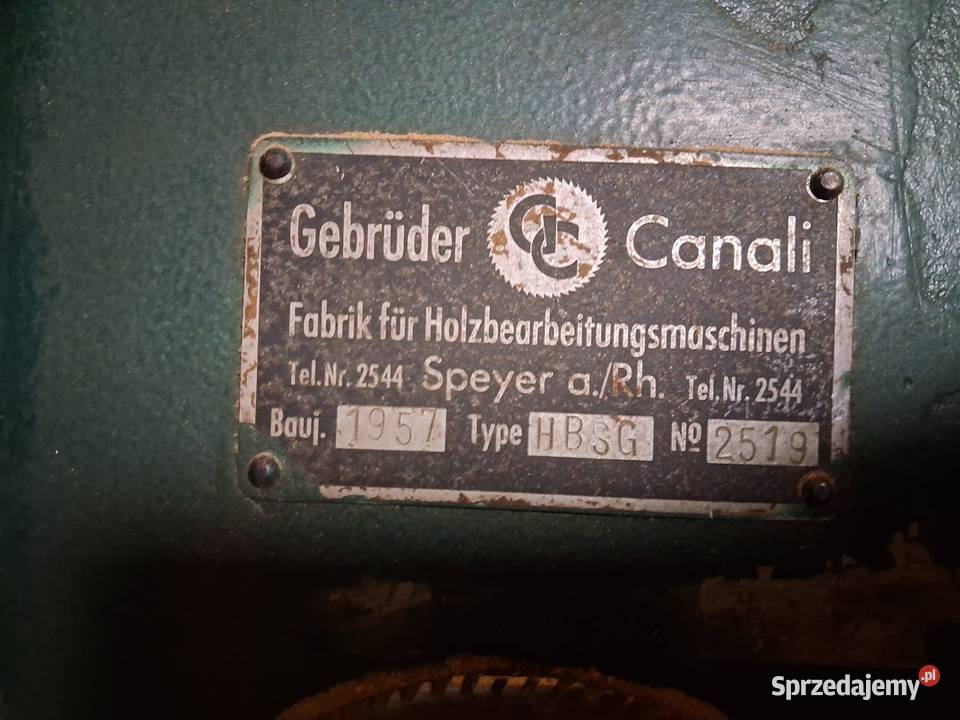 Gebrüder GC Canali
Fabrik für Holzbearbeitungsmaschinen
Tel. Nr. 2544 Speyer a./Rh. Tel. Nr. 2544
Bauj. 1957 Type HBSG Nº 2519
Sprzedajemy.pl